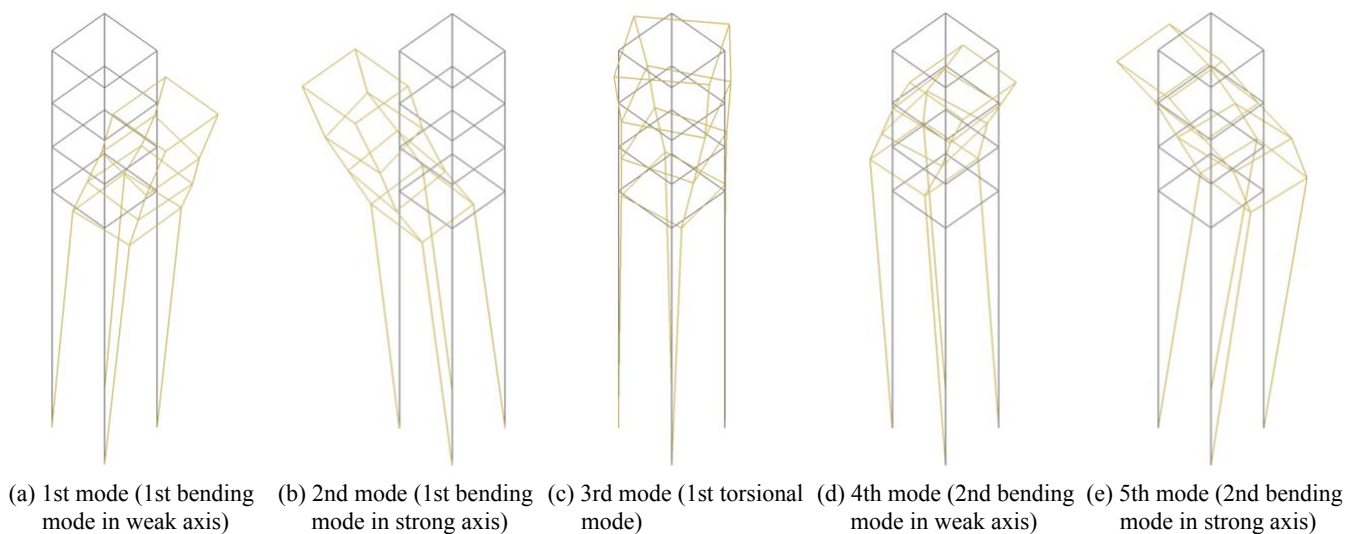 (a) 1st mode (1st bending
mode in weak axis)
(b) 2nd mode (1st bending
mode in strong axis)
(c) 3rd mode (1st torsional
mode)
(d) 4th mode (2nd bending
mode in weak axis)
(e) 5th mode (2nd bending
mode in strong axis)